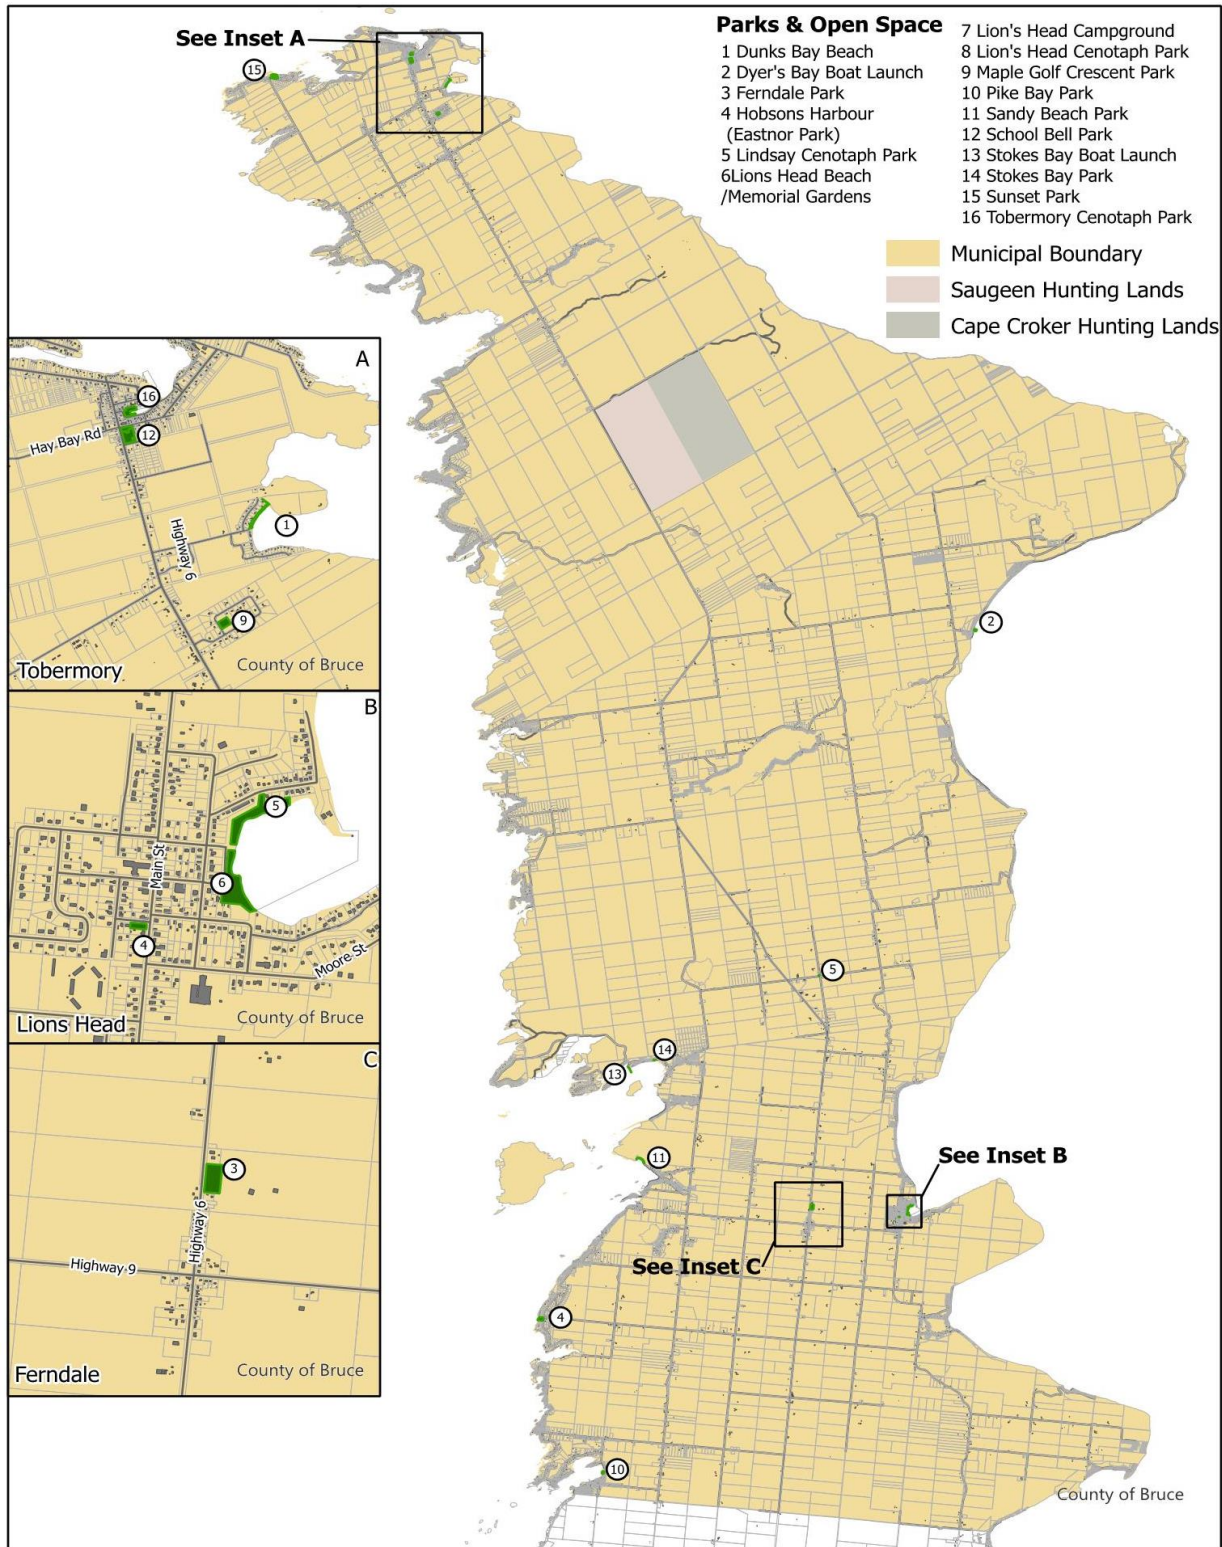 See Inset A
15
Parks & Open Space
1 Dunks Bay Beach
2 Dyer's Bay Boat Launch
3 Ferndale Park
4 Hobsons Harbour
(Eastnor Park)
5 Lindsay Cenotaph Park
6Lions Head Beach
/Memorial Gardens
7 Lion's Head Campground
8 Lion's Head Cenotaph Park
9 Maple Golf Crescent Park
10 Pike Bay Park
11 Sandy Beach Park
12 School Bell Park
13 Stokes Bay Boat Launch
14 Stokes Bay Park
15 Sunset Park
16 Tobermory Cenotaph Park
Municipal Boundary
Saugeen Hunting Lands
Cape Croker Hunting Lands
A
16
Hay Bay Rd
12
1
Highway 6
9
Tobermory
County of Bruce
B
5
Main St
6
4
Moore St
Lions Head
County of Bruce
C
3
Highway 6
Highway 9
Ferndale
County of Bruce
2
5
14
13
11
See Inset B
See Inset C
4
10
County of Bruce